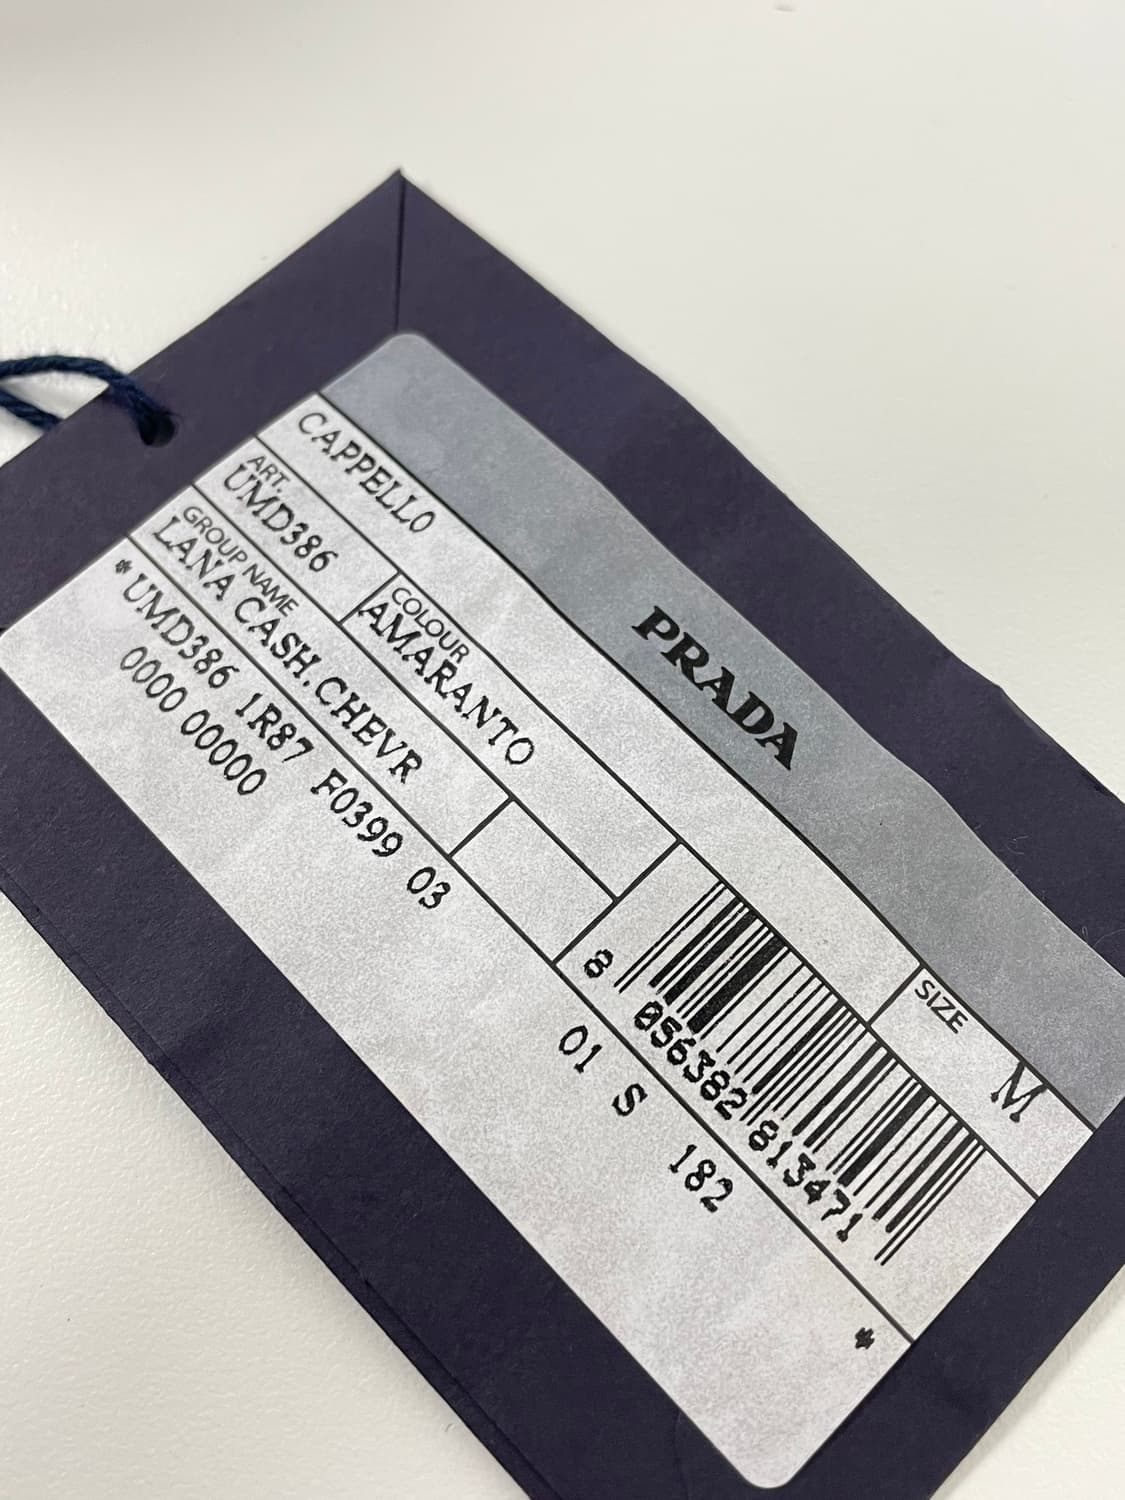 PRADA
CAPPELLO
SIZE
M
ART.
UMD386
COLOUR
AMARANTO
GROUP NAME
LANA CASH.CHEVR
8 056382 813471
*UMD386 1R87 F0399 03 01 S 182 *
0000 00000